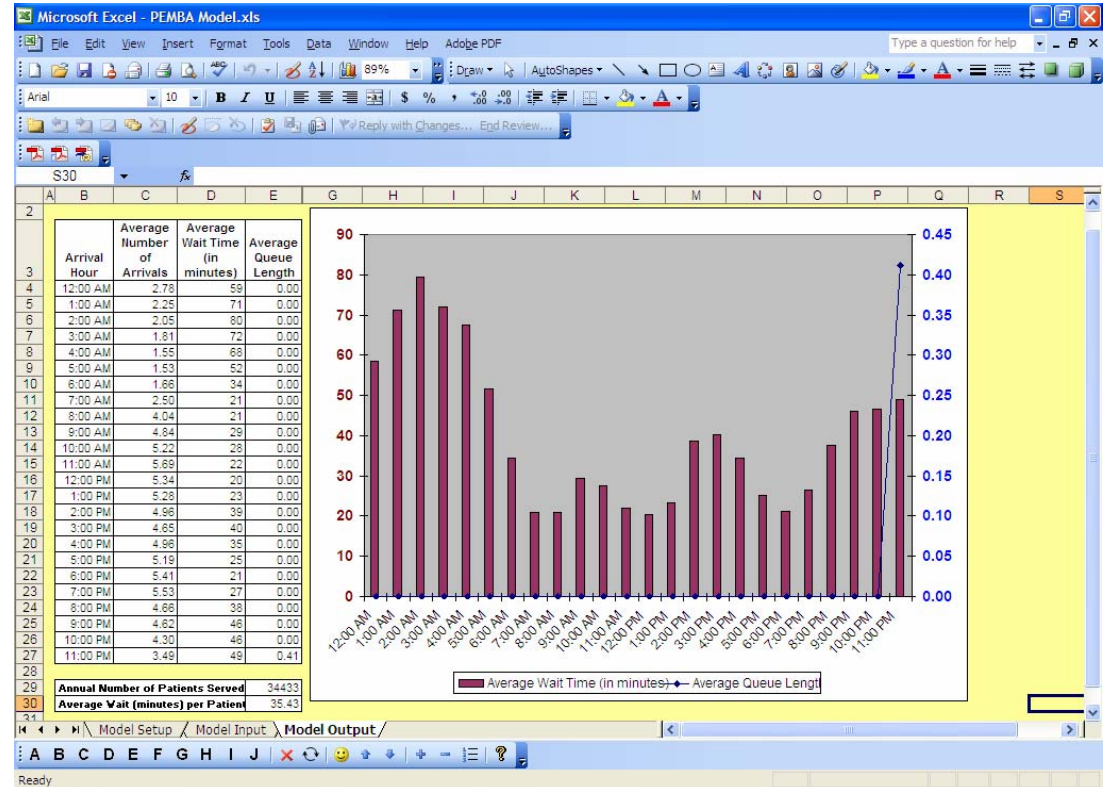 Microsoft Excel - PEMBA Model.xls
File Edit View Insert Format Tools Data Window Help Adobe PDF
Type a question for help
89% Draw AutoShapes
Arial 10 B I U $ % ,
Reply with Changes... End Review...
S30 fx
A B C D E G H I J K L M N O P Q R S
2
3 Arrival Hour Average Number of Arrivals Average Wait Time (in minutes) Average Queue Length
4 12:00 AM 2.78 59 0.00
5 1:00 AM 2.25 71 0.00
6 2:00 AM 2.05 80 0.00
7 3:00 AM 1.81 72 0.00
8 4:00 AM 1.55 68 0.00
9 5:00 AM 1.53 52 0.00
10 6:00 AM 1.66 34 0.00
11 7:00 AM 2.50 21 0.00
12 8:00 AM 4.04 21 0.00
13 9:00 AM 4.84 29 0.00
14 10:00 AM 5.22 28 0.00
15 11:00 AM 5.69 22 0.00
16 12:00 PM 5.34 20 0.00
17 1:00 PM 5.28 23 0.00
18 2:00 PM 4.96 39 0.00
19 3:00 PM 4.65 40 0.00
20 4:00 PM 4.96 35 0.00
21 5:00 PM 5.19 25 0.00
22 6:00 PM 5.41 21 0.00
23 7:00 PM 5.53 27 0.00
24 8:00 PM 4.66 38 0.00
25 9:00 PM 4.62 46 0.00
26 10:00 PM 4.30 46 0.00
27 11:00 PM 3.49 49 0.41
28
29 Annual Number of Patients Served 34433
30 Average Wait (minutes) per Patient 35.43
31
90 0.45
80 0.40
70 0.35
60 0.30
50 0.25
40 0.20
30 0.15
20 0.10
10 0.05
0 0.00
12:00 AM 1:00 AM 2:00 AM 3:00 AM 4:00 AM 5:00 AM 6:00 AM 7:00 AM 8:00 AM 9:00 AM 10:00 AM 11:00 AM 12:00 PM 1:00 PM 2:00 PM 3:00 PM 4:00 PM 5:00 PM 6:00 PM 7:00 PM 8:00 PM 9:00 PM 10:00 PM 11:00 PM
Average Wait Time (in minutes) Average Queue Length
Model Setup Model Input Model Output
A B C D E F G H I J
Ready